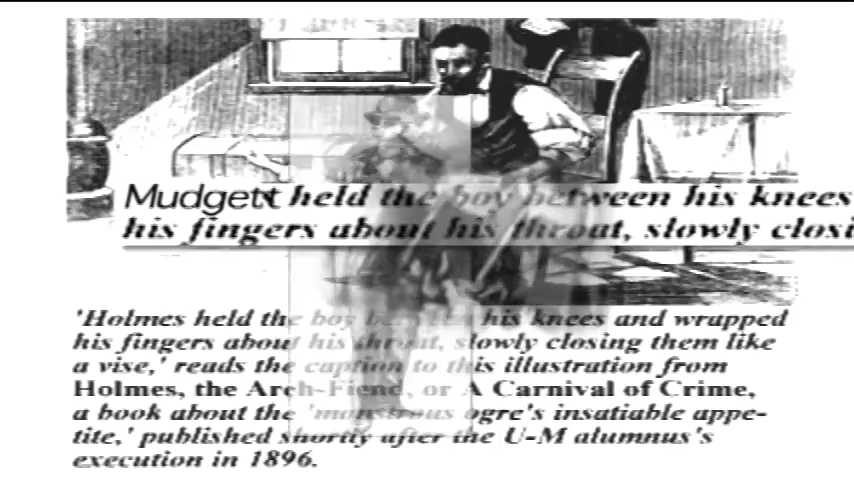 Mudgett held the boy between his knees
his fingers about his throat, slowly closi
'Holmes held the boy between his knees and wrapped
his fingers about his throat, slowly closing them like
a vise,' reads the caption to this illustration from
Holmes, the Arch-Fiend, or A Carnival of Crime,
a book about the 'monstrous ogre's insatiable appe-
tite,' published shortly after the U-M alumnus's
execution in 1896.